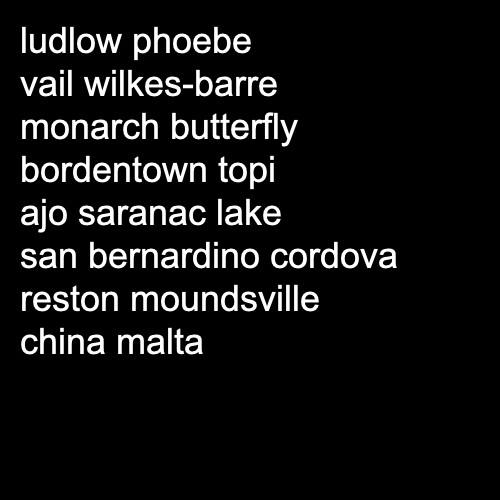 ludlow phoebe
vail wilkes-barre
monarch butterfly
bordentown topi
ajo saranac lake
san bernardino cordova
reston moundsville
china malta